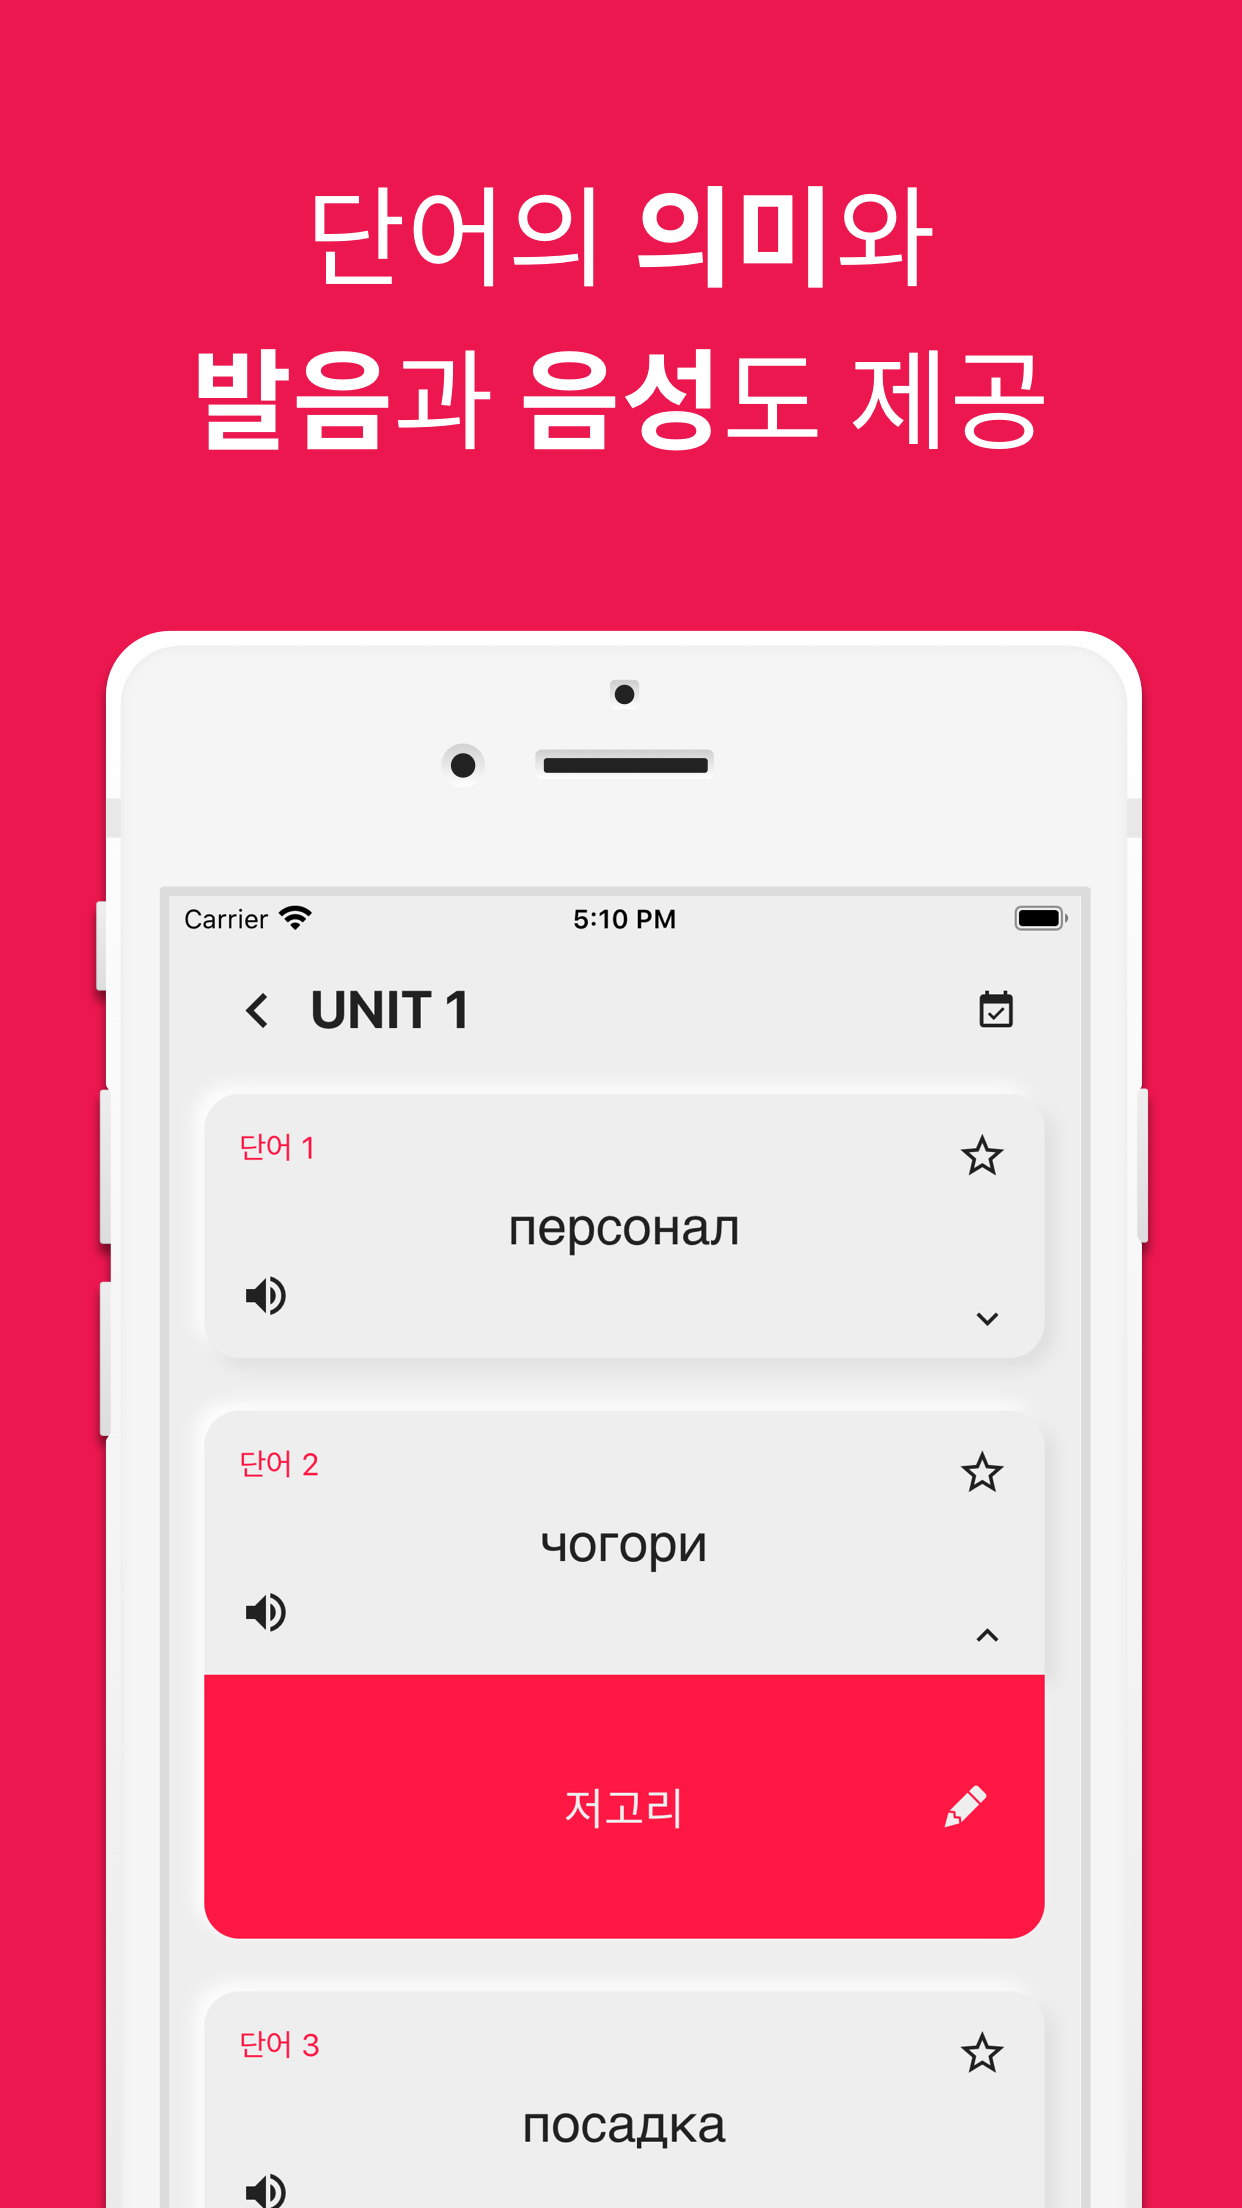 단어의 의미와
발음과 음성도 제공
Carrier 5:10 PM
UNIT 1
단어 1
персонал
단어 2
чогори
저고리
단어 3
посадка